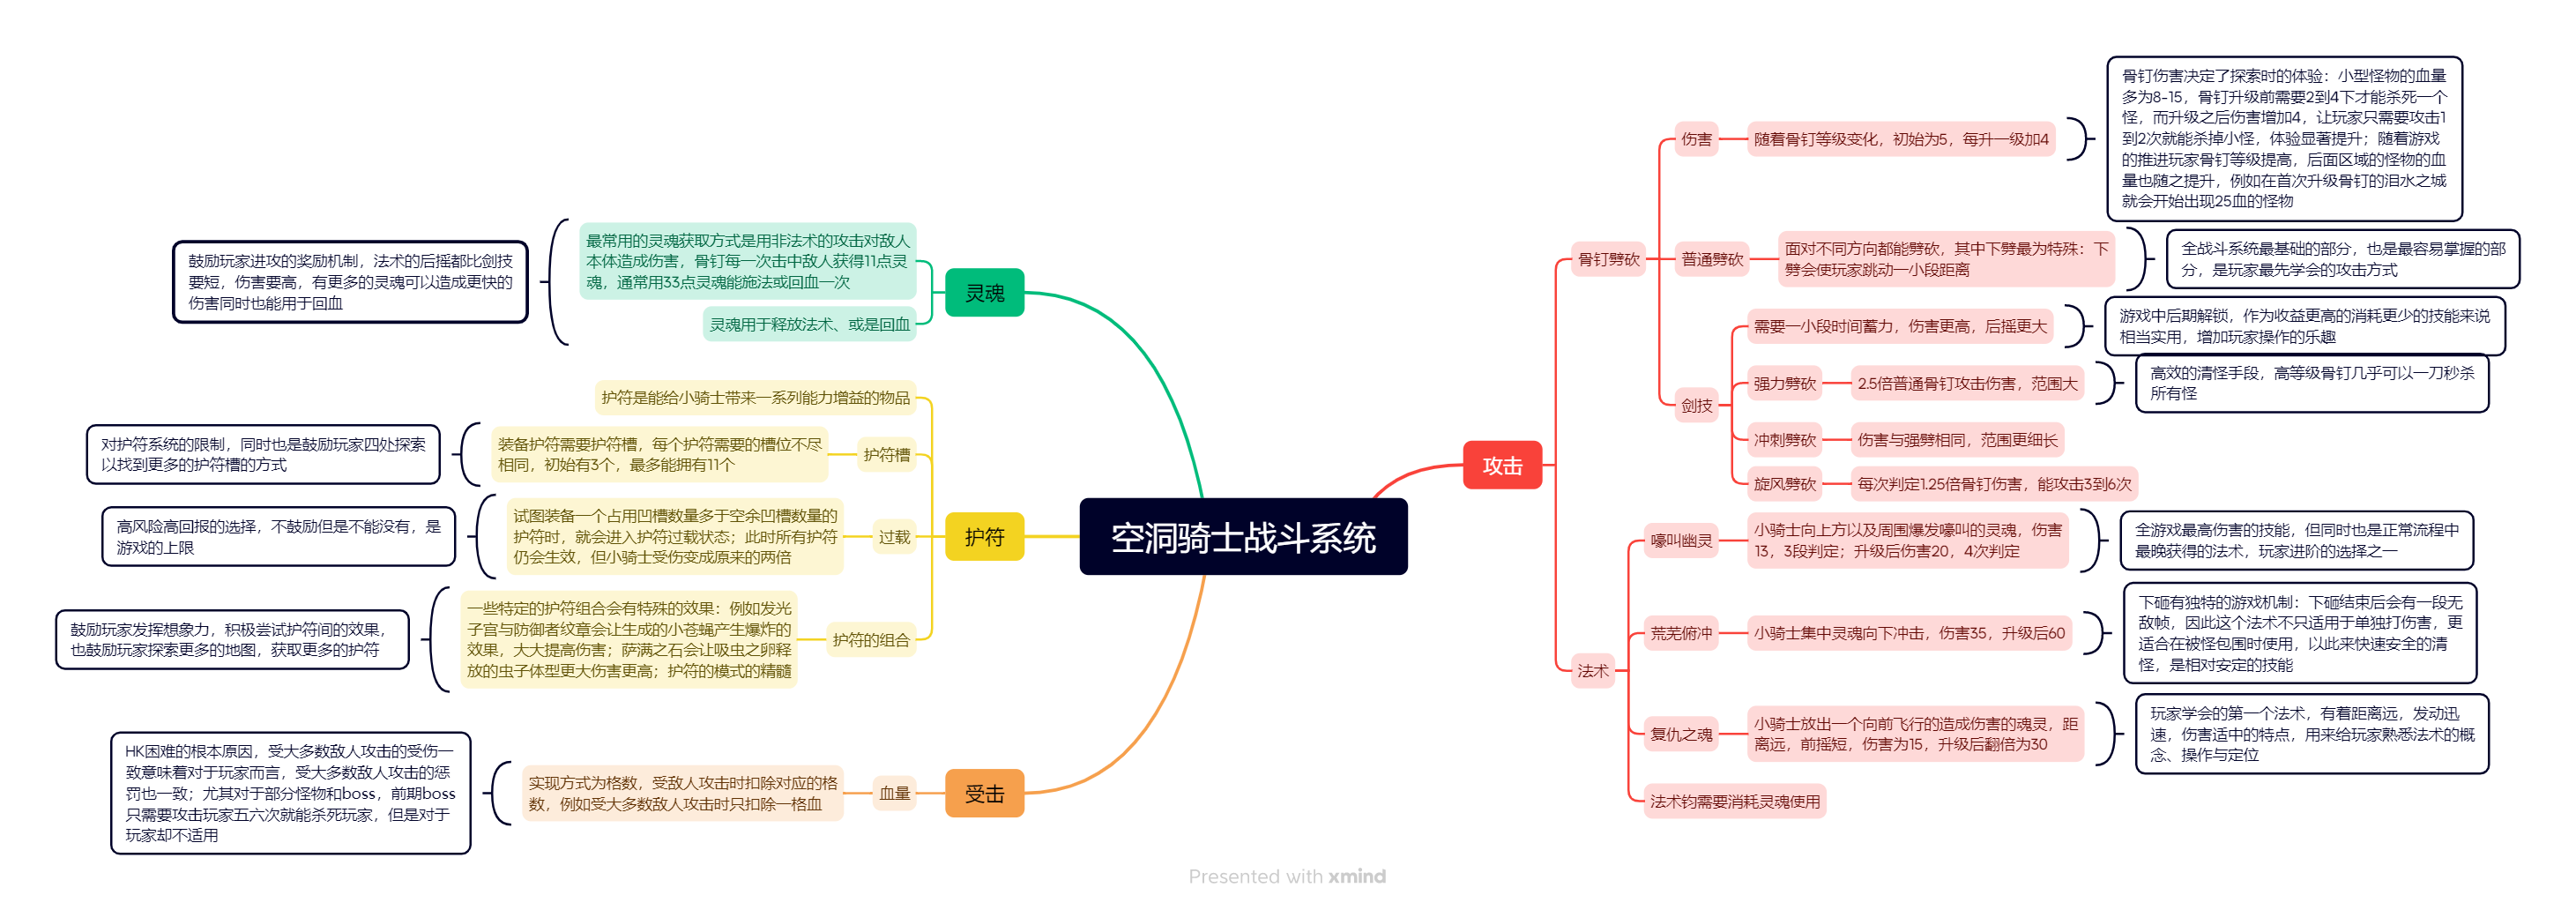 空洞骑士战斗系统
攻击
骨钉劈砍
伤害
随着骨钉等级变化，初始为5，每升一级加4
骨钉伤害决定了探索时的体验：小型怪物的血量
多为8-15，骨钉升级前需要2到4下才能杀死一个
怪，而升级之后伤害增加4，让玩家只需要攻击1
到2次就能杀掉小怪，体验显著提升；随着游戏
的推进玩家骨钉等级提高，后面区域的怪物的血
量也随之提升，例如在首次升级骨钉的泪水之城
就会开始出现25血的怪物
普通劈砍
面对不同方向都能劈砍，其中下劈最为特殊：下
劈会使玩家跳动一小段距离
全战斗系统最基础的部分，也是最容易掌握的部
分，是玩家最先学会的攻击方式
剑技
需要一小段时间蓄力，伤害更高，后摇更大
游戏中后期解锁，作为收益更高的消耗更少的技能来说
相当实用，增加玩家操作的乐趣
强力劈砍
2.5倍普通骨钉攻击伤害，范围大
高效的清怪手段，高等级骨钉几乎可以一刀秒杀
所有怪
冲刺劈砍
伤害与强劈相同，范围更细长
旋风劈砍
每次判定1.25倍骨钉伤害，能攻击3到6次
法术
嚎叫幽灵
小骑士向上方以及周围爆发嚎叫的灵魂，伤害
13，3段判定；升级后伤害20，4次判定
全游戏最高伤害的技能，但同时也是正常流程中
最晚获得的法术，玩家进阶的选择之一
荒芜俯冲
小骑士集中灵魂向下冲击，伤害35，升级后60
下砸有独特的游戏机制：下砸结束后会有一段无
敌帧，因此这个法术不只适用于单独打伤害，更
适合在被怪包围时使用，以此来快速安全的清
怪，是相对安定的技能
复仇之魂
小骑士放出一个向前飞行的造成伤害的魂灵，距
离远，前摇短，伤害为15，升级后翻倍为30
玩家学会的第一个法术，有着距离远，发动迅
速，伤害适中的特点，用来给玩家熟悉法术的概
念、操作与定位
法术钧需要消耗灵魂使用
灵魂
最常用的灵魂获取方式是用非法术的攻击对敌人
本体造成伤害，骨钉每一次击中敌人获得11点灵
魂，通常用33点灵魂能施法或回血一次
灵魂用于释放法术、或是回血
鼓励玩家进攻的奖励机制，法术的后摇都比剑技
要短，伤害要高，有更多的灵魂可以造成更快的
伤害同时也能用于回血
护符
护符是能给小骑士带来一系列能力增益的物品
护符槽
装备护符需要护符槽，每个护符需要的槽位不尽
相同，初始有3个，最多能拥有11个
对护符系统的限制，同时也是鼓励玩家四处探索
以找到更多的护符槽的方式
过载
试图装备一个占用凹槽数量多于空余凹槽数量的
护符时，就会进入护符过载状态；此时所有护符
仍会生效，但小骑士受伤变成原来的两倍
高风险高回报的选择，不鼓励但是不能没有，是
游戏的上限
护符的组合
一些特定的护符组合会有特殊的效果：例如发光
子宫与防御者纹章会让生成的小苍蝇产生爆炸的
效果，大大提高伤害；萨满之石会让吸虫之卵释
放的虫子体型更大伤害更高；护符的模式的精髓
鼓励玩家发挥想象力，积极尝试护符间的效果，
也鼓励玩家探索更多的地图，获取更多的护符
受击
血量
实现方式为格数，受敌人攻击时扣除对应的格
数，例如受大多数敌人攻击时只扣除一格血
HK困难的根本原因，受大多数敌人攻击的受伤一
致意味着对于玩家而言，受大多数敌人攻击的惩
罚也一致；尤其对于部分怪物和boss，前期boss
只需要攻击玩家五六次就能杀死玩家，但是对于
玩家却不适用
Presented with xmind